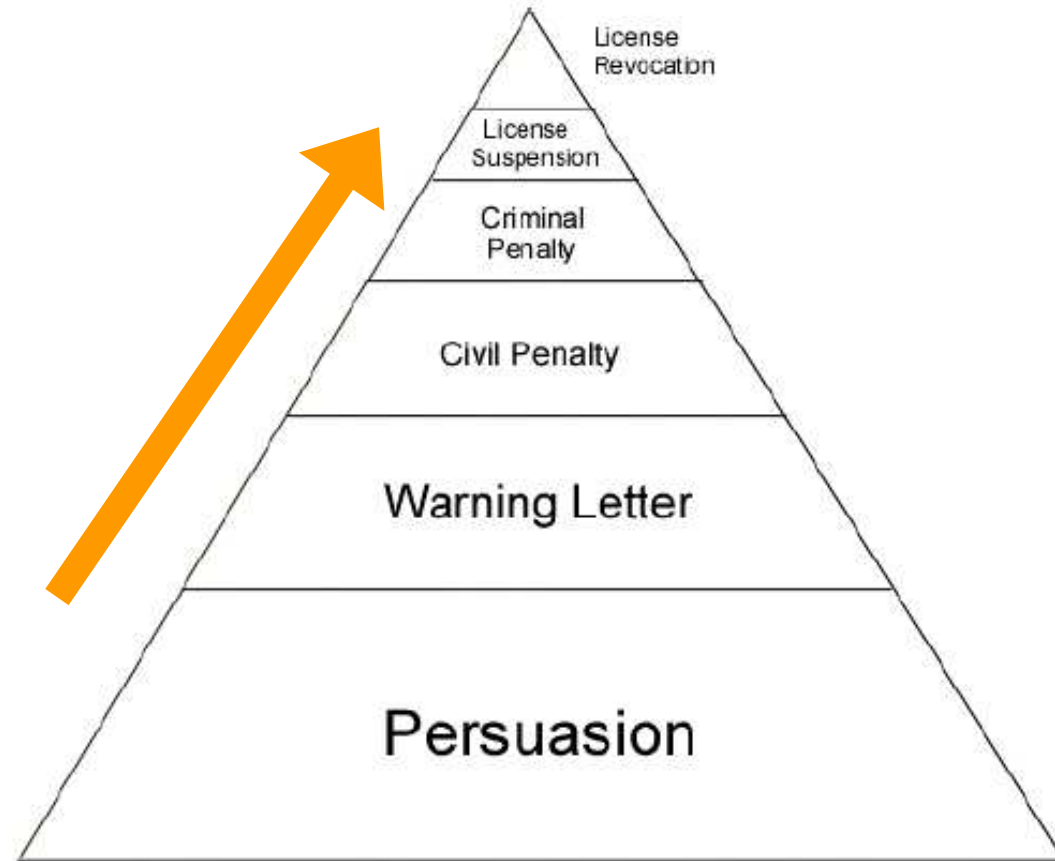 License
Revocation
License
Suspension
Criminal
Penalty
Civil Penalty
Warning Letter
Persuasion